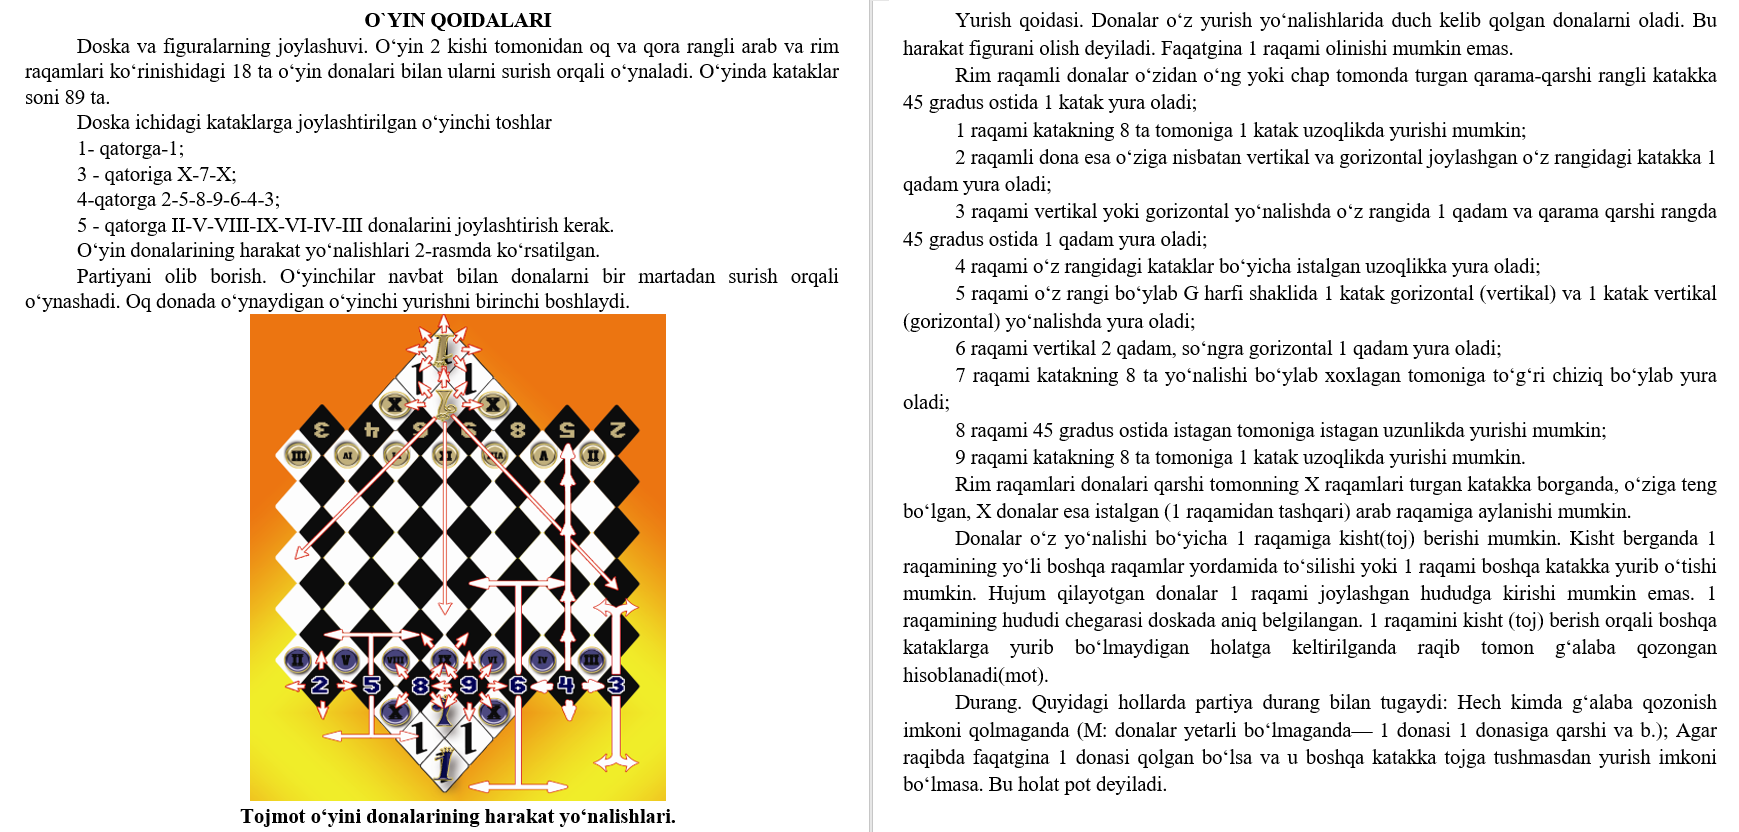 O`YIN QOIDALARI
Doska va figuralarning joylashuvi. O‘yin 2 kishi tomonidan oq va qora rangli arab va rim
raqamlari ko‘rinishidagi 18 ta o‘yin donalari bilan ularni surish orqali o‘ynaladi. O‘yinda kataklar
soni 89 ta.
Doska ichidagi kataklarga joylashtirilgan o‘yinchi toshlar
1- qatorga-1;
3 - qatoriga X-7-X;
4-qatorga 2-5-8-9-6-4-3;
5 - qatorga II-V-VIII-IX-VI-IV-III donalarini joylashtirish kerak.
O‘yin donalarining harakat yo‘nalishlari 2-rasmda ko‘rsatilgan.
Partiyani olib borish. O‘yinchilar navbat bilan donalarni bir martadan surish orqali
o‘ynashadi. Oq donada o‘ynaydigan o‘yinchi yurishni birinchi boshlaydi.
1 1
X X
3 4 6 9 8 5 2
III IV VI IX VIII V II
II V VIII IX VI IV III
2 5 8 9 6 4 3
X X
1 1
1
Tojmot o‘yini donalarining harakat yo‘nalishlari.
Yurish qoidasi. Donalar o‘z yurish yo‘nalishlarida duch kelib qolgan donalarni oladi. Bu
harakat figurani olish deyiladi. Faqatgina 1 raqami olinishi mumkin emas.
Rim raqamli donalar o‘zidan o‘ng yoki chap tomonda turgan qarama-qarshi rangli katakka
45 gradus ostida 1 katak yura oladi;
1 raqami katakning 8 ta tomoniga 1 katak uzoqlikda yurishi mumkin;
2 raqamli dona esa o‘ziga nisbatan vertikal va gorizontal joylashgan o‘z rangidagi katakka 1
qadam yura oladi;
3 raqami vertikal yoki gorizontal yo‘nalishda o‘z rangida 1 qadam va qarama qarshi rangda
45 gradus ostida 1 qadam yura oladi;
4 raqami o‘z rangidagi kataklar bo‘yicha istalgan uzoqlikka yura oladi;
5 raqami o‘z rangi bo‘ylab G harfi shaklida 1 katak gorizontal (vertikal) va 1 katak vertikal
(gorizontal) yo‘nalishda yura oladi;
6 raqami vertikal 2 qadam, so‘ngra gorizontal 1 qadam yura oladi;
7 raqami katakning 8 ta yo‘nalishi bo‘ylab xoxlagan tomoniga to‘g‘ri chiziq bo‘ylab yura
oladi;
8 raqami 45 gradus ostida istagan tomoniga istagan uzunlikda yurishi mumkin;
9 raqami katakning 8 ta tomoniga 1 katak uzoqlikda yurishi mumkin.
Rim raqamlari donalari qarshi tomonning X raqamlari turgan katakka borganda, o‘ziga teng
bo‘lgan, X donalar esa istalgan (1 raqamidan tashqari) arab raqamiga aylanishi mumkin.
Donalar o‘z yo‘nalishi bo‘yicha 1 raqamiga kisht(toj) berishi mumkin. Kisht berganda 1
raqamining yo‘li boshqa raqamlar yordamida to‘silishi yoki 1 raqami boshqa katakka yurib o‘tishi
mumkin. Hujum qilayotgan donalar 1 raqami joylashgan hududga kirishi mumkin emas. 1
raqamining hududi chegarasi doskada aniq belgilangan. 1 raqamini kisht (toj) berish orqali boshqa
kataklarga yurib bo‘lmaydigan holatga keltirilganda raqib tomon g‘alaba qozongan
hisoblanadi(mot).
Durang. Quyidagi hollarda partiya durang bilan tugaydi: Hech kimda g‘alaba qozonish
imkoni qolmaganda (M: donalar yetarli bo‘lmaganda— 1 donasi 1 donasiga qarshi va b.); Agar
raqibda faqatgina 1 donasi qolgan bo‘lsa va u boshqa katakka tojga tushmasdan yurish imkoni
bo‘lmasa. Bu holat pot deyiladi.